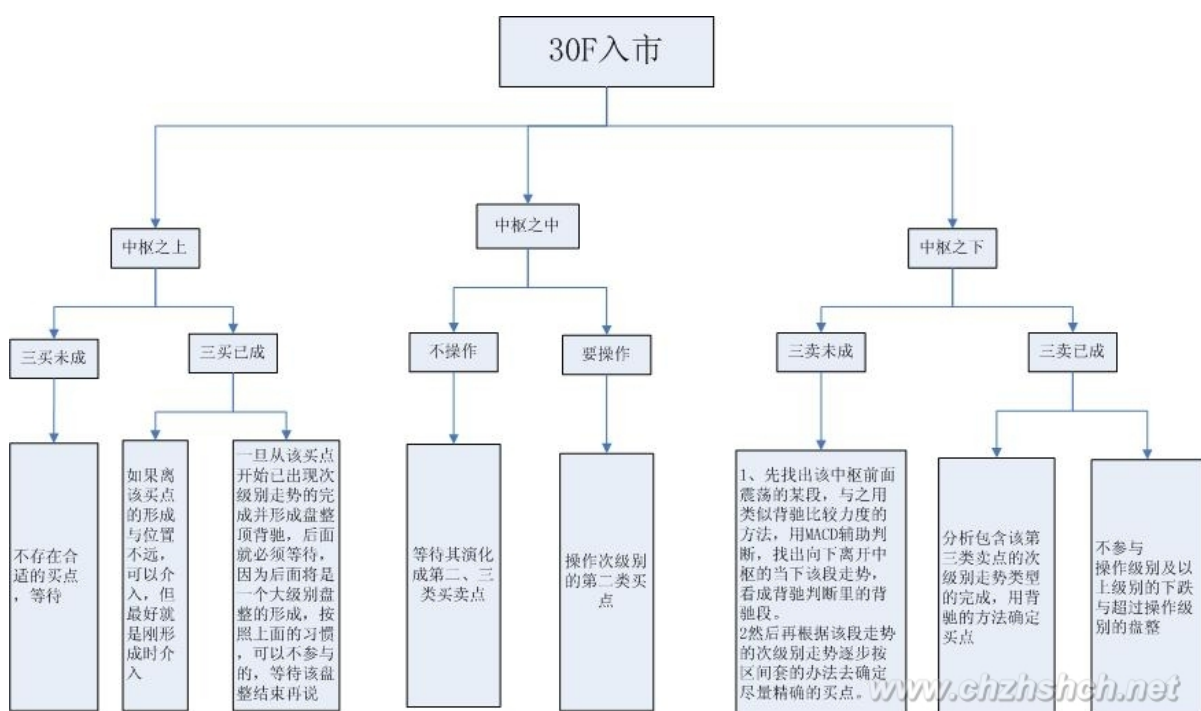 30F入市
中枢之上
中枢之中
中枢之下
三买未成
三买已成
不操作
要操作
三卖未成
三卖已成
不存在合
适的买点
，等待
如果离
该买点
的形成
与位置
不远，
可以介
入，但
最好就
是刚形
成时介
入
一旦从该买点
开始已出现次
级别走势的完
成并形成盘整
顶背驰，后面
就必须等待，
因为后面将是
一个大级别盘
整的形成，按
照上面的习惯
，可以不参与
的，等待该盘
整结束再说
等待其演化
成第二、三
类买卖点
操作次级别
的第二类买
点
1、先找出该中枢前面
震荡的某段，与之用
类似背驰比较力度的
方法，用MACD辅助判
断，找出向下离开中
枢的当下该段走势，
看成背驰判断里的背
驰段。
2然后再根据该段走势
的次级别走势逐步按
区间套的办法去确定
尽量精确的买点。
分析包含该第
三类卖点的次
级别走势类型
的完成，用背
驰的方法确定
买点
不参与
操作级别及以
上级别的下跌
与超过操作级
别的盘整
www.chzhshch.net